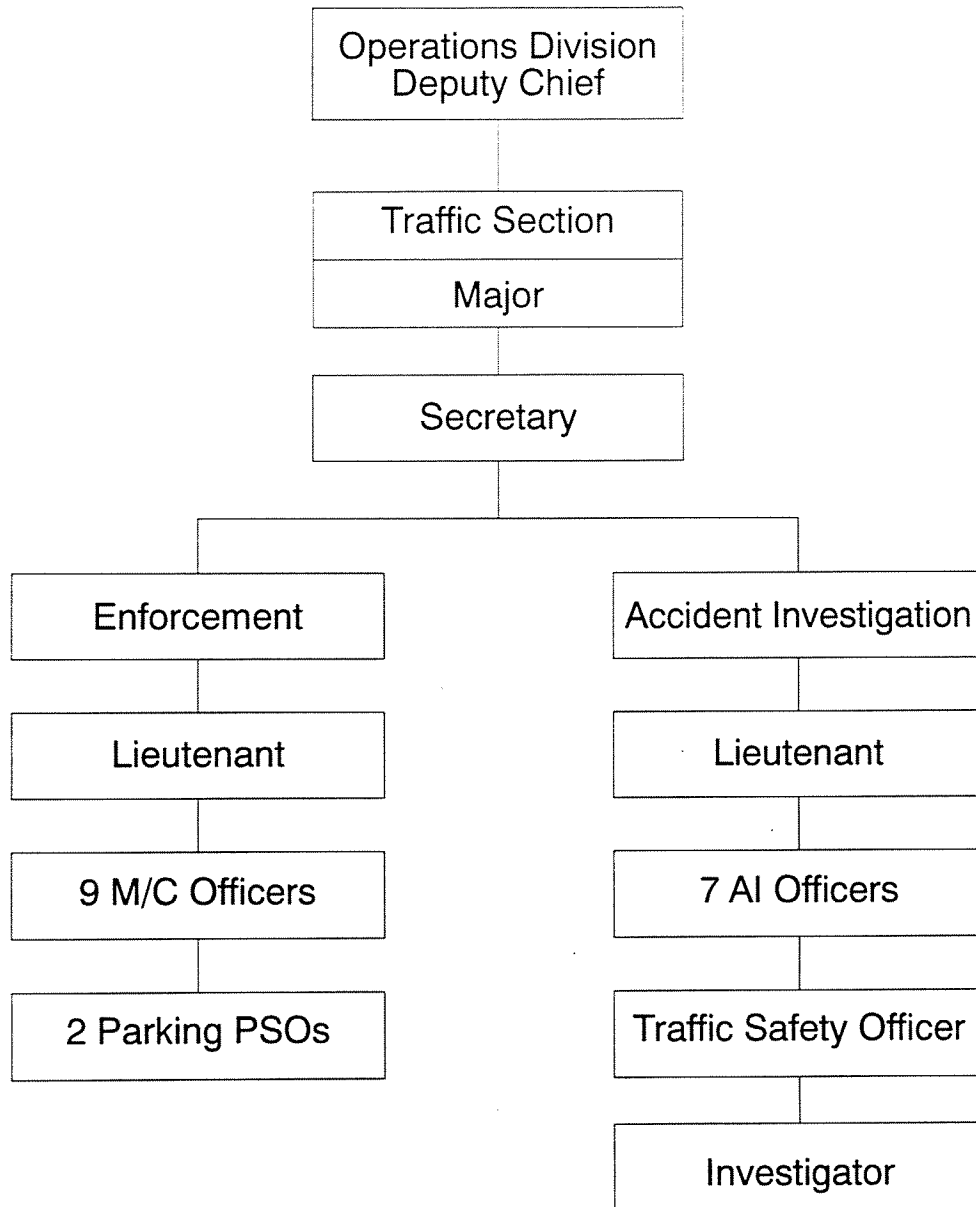 Operations Division
Deputy Chief
Traffic Section
Major
Secretary
Enforcement
Lieutenant
9 M/C Officers
2 Parking PSOs
Accident Investigation
Lieutenant
7 AI Officers
Traffic Safety Officer
Investigator